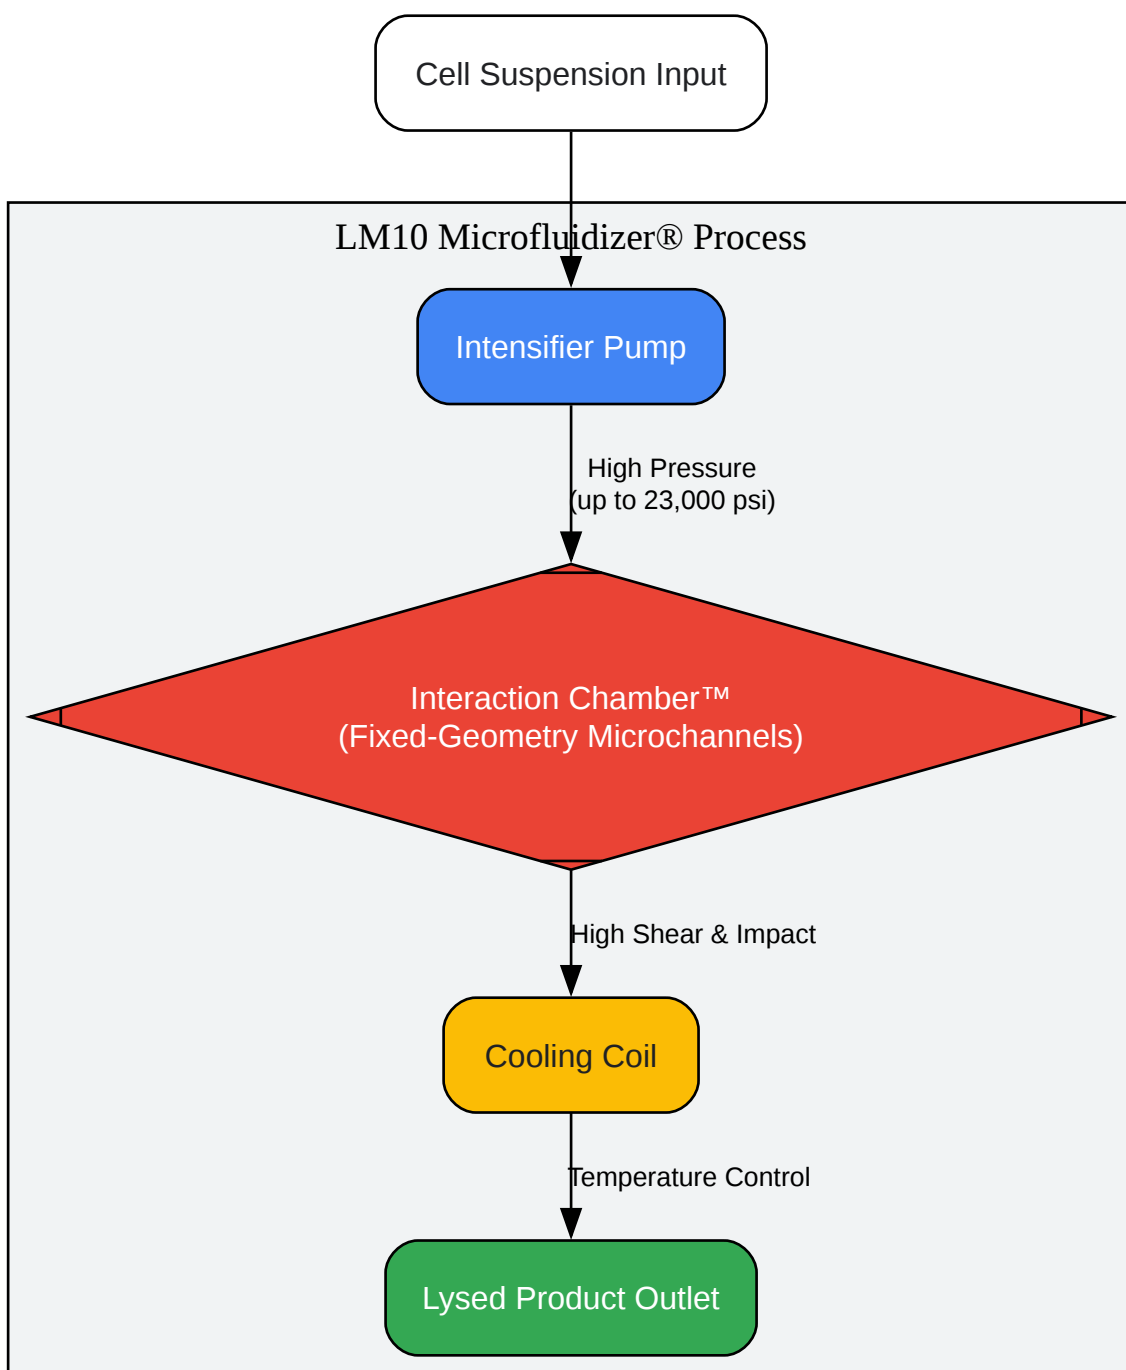 Cell Suspension Input
LM10 Microfluidizer® Process
Intensifier Pump
High Pressure
(up to 23,000 psi)
Interaction Chamber™
(Fixed-Geometry Microchannels)
High Shear & Impact
Cooling Coil
Temperature Control
Lysed Product Outlet